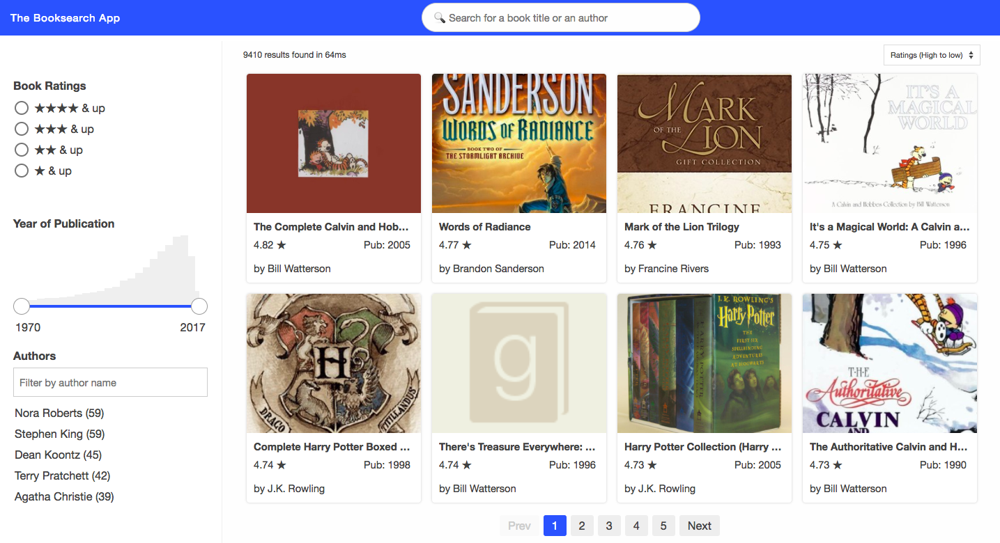 The Booksearch App
Search for a book title or an author
9410 results found in 64ms
Ratings (High to low)
Book Ratings
★★★★ & up
★★★ & up
★★ & up
★ & up
Year of Publication
1970 2017
Authors
Filter by author name
Nora Roberts (59)
Stephen King (59)
Dean Koontz (45)
Terry Pratchett (42)
Agatha Christie (39)
SANDERSON
WORDS OF RADIANCE
BOOK TWO OF
THE STORMLIGHT ARCHIVE
MARK
OF THE
LION
GIFT COLLECTION
FRANCINE
IT'S A
MAGICAL
WORLD
A Calvin and Hobbes Collection by Bill Watterson
The Complete Calvin and Hob...
4.82 ★ Pub: 2005
by Bill Watterson
Words of Radiance
4.77 ★ Pub: 2014
by Brandon Sanderson
Mark of the Lion Trilogy
4.76 ★ Pub: 1993
by Francine Rivers
It's a Magical World: A Calvin a...
4.75 ★ Pub: 1996
by Bill Watterson
H
DRACO
TITILLANDUS
g
J.K. ROWLING'S
Harry Potter
THE
FIRST SIX
SPELLBINDING
ADVENTURES
AT HOGWARTS
THE
Authoritative
CALVIN
AND
Complete Harry Potter Boxed ...
4.74 ★ Pub: 1998
by J.K. Rowling
There's Treasure Everywhere: ...
4.74 ★ Pub: 1996
by Bill Watterson
Harry Potter Collection (Harry ...
4.73 ★ Pub: 2005
by J.K. Rowling
The Authoritative Calvin and H...
4.73 ★ Pub: 1990
by Bill Watterson
Prev 1 2 3 4 5 Next